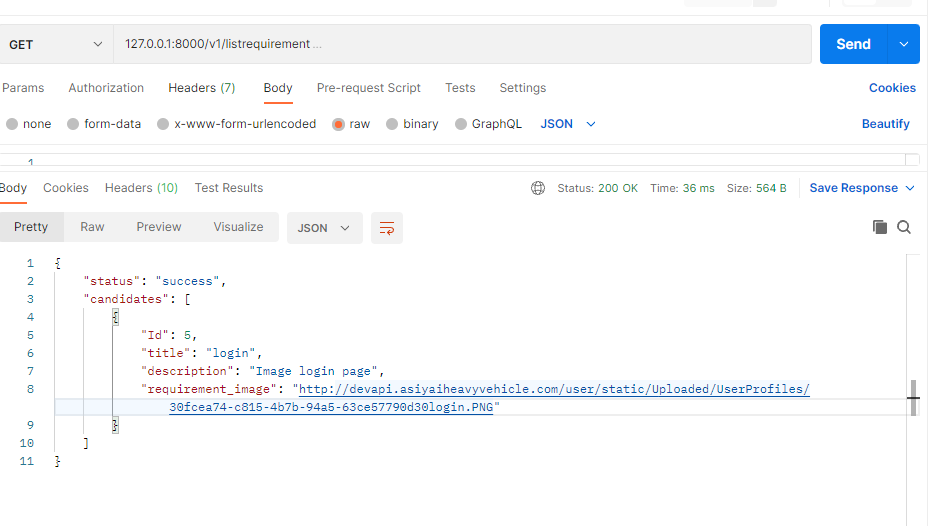 GET 127.0.0.1:8000/v1/listrequirement ... Send
Params Authorization Headers (7) Body Pre-request Script Tests Settings Cookies
none form-data x-www-form-urlencoded raw binary GraphQL JSON Beautify
1
Body Cookies Headers (10) Test Results Status: 200 OK Time: 36 ms Size: 564 B Save Response
Pretty Raw Preview Visualize JSON
1 {
2 "status": "success",
3 "candidates": [
4 {
5 "Id": 5,
6 "title": "login",
7 "description": "Image login page",
8 "requirement_image": "http://devapi.asiyaiheavyvehicle.com/user/static/Uploaded/UserProfiles/
30fcea74-c815-4b7b-94a5-63ce57790d30login.PNG"
9 }
10 ]
11 }